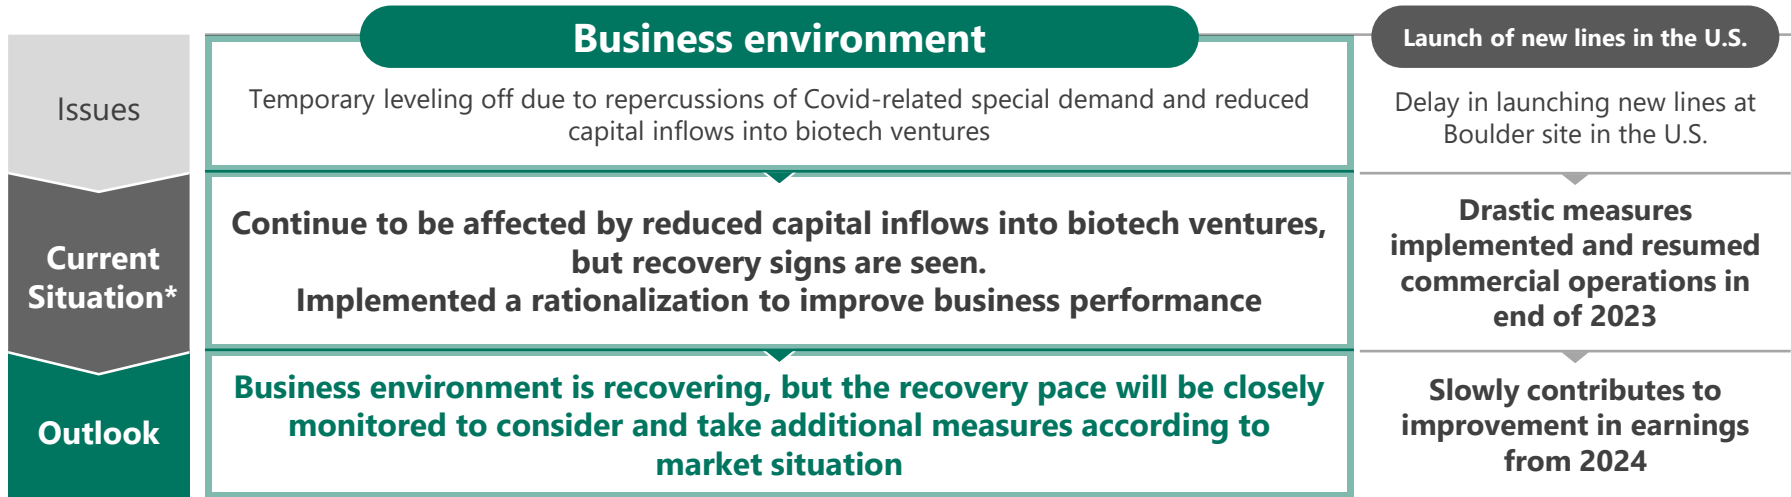 Business environment
Launch of new lines in the U.S.
Issues
Temporary leveling off due to repercussions of Covid-related special demand and reduced
capital inflows into biotech ventures
Delay in launching new lines at
Boulder site in the U.S.
Current
Situation*
Continue to be affected by reduced capital inflows into biotech ventures,
but recovery signs are seen.
Implemented a rationalization to improve business performance
Drastic measures
implemented and resumed
commercial operations in
end of 2023
Outlook
Business environment is recovering, but the recovery pace will be closely
monitored to consider and take additional measures according to
market situation
Slowly contributes to
improvement in earnings
from 2024